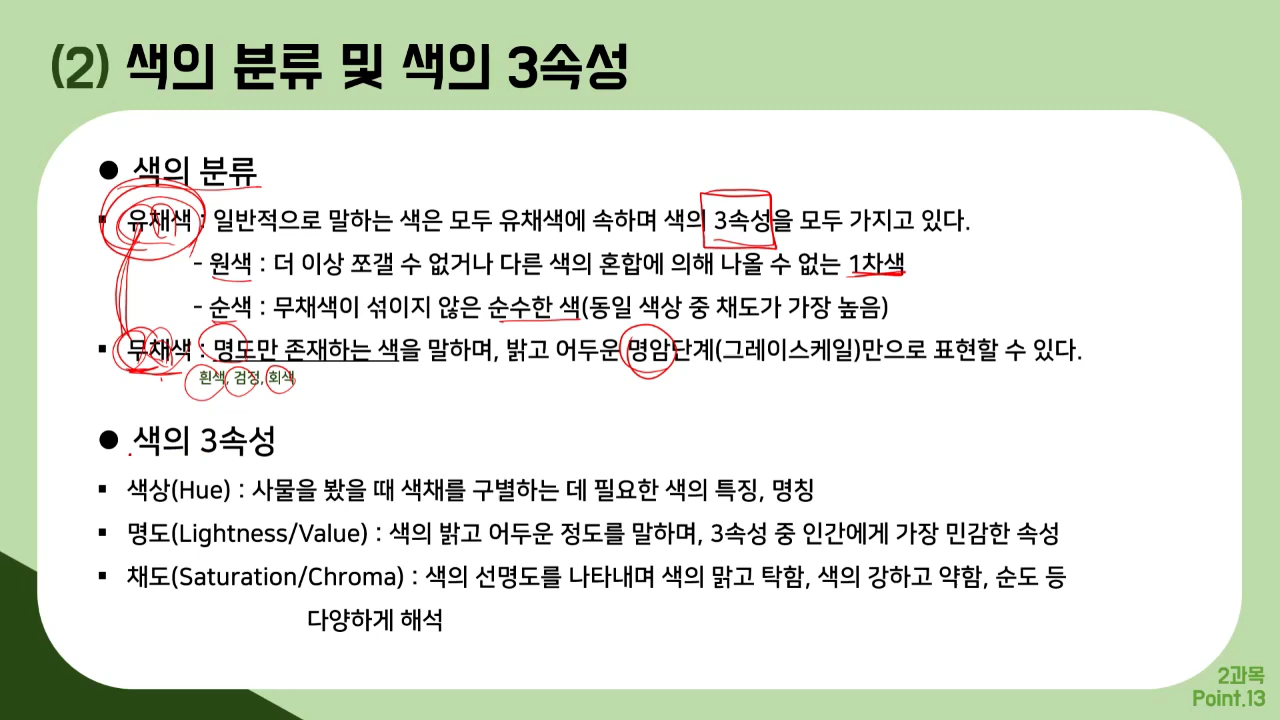 (2) 색의 분류 및 색의 3속성
● 색의 분류
▪ 유채색 : 일반적으로 말하는 색은 모두 유채색에 속하며 색의 3속성을 모두 가지고 있다.
- 원색 : 더 이상 쪼갤 수 없거나 다른 색의 혼합에 의해 나올 수 없는 1차색
- 순색 : 무채색이 섞이지 않은 순수한 색(동일 색상 중 채도가 가장 높음)
▪ 무채색 : 명도만 존재하는 색을 말하며, 밝고 어두운 명암단계(그레이스케일)만으로 표현할 수 있다.
흰색, 검정, 회색
● 색의 3속성
▪ 색상(Hue) : 사물을 봤을 때 색채를 구별하는 데 필요한 색의 특징, 명칭
▪ 명도(Lightness/Value) : 색의 밝고 어두운 정도를 말하며, 3속성 중 인간에게 가장 민감한 속성
▪ 채도(Saturation/Chroma) : 색의 선명도를 나타내며 색의 맑고 탁함, 색의 강하고 약함, 순도 등
다양하게 해석
2과목
Point.13